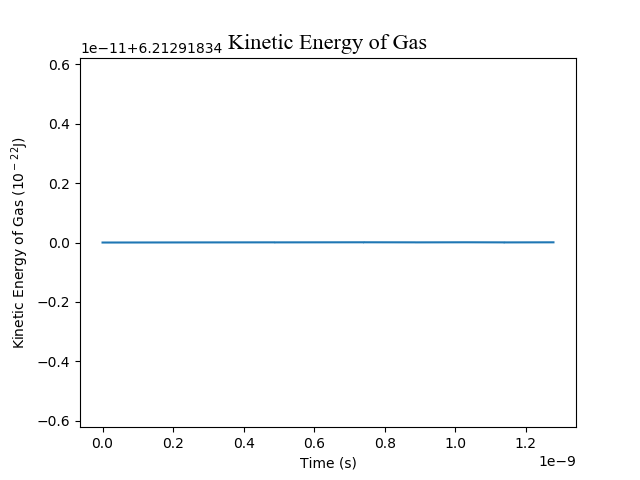 Kinetic Energy of Gas
1e−11+6.21291834
0.6
0.4
0.2
0.0
−0.2
−0.4
−0.6
Kinetic Energy of Gas (10⁻²²J)
0.0 0.2 0.4 0.6 0.8 1.0 1.2
1e−9
Time (s)